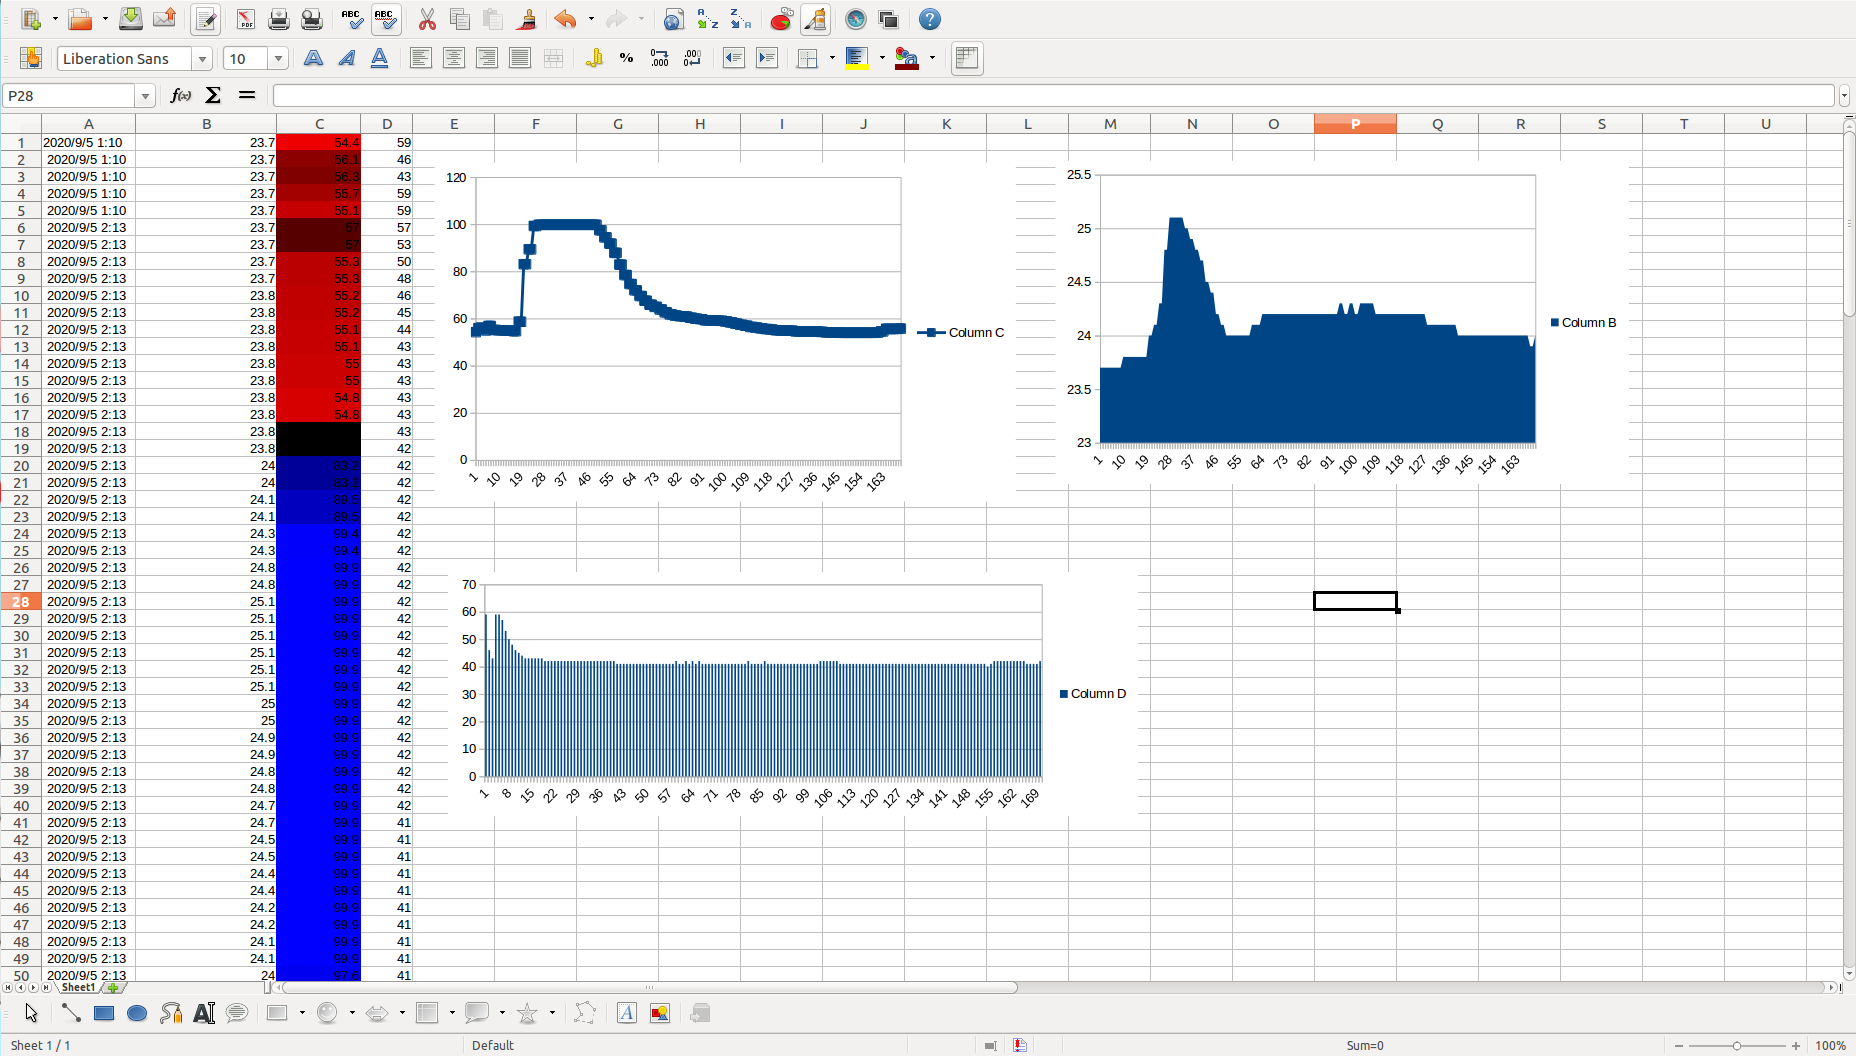 Liberation Sans 10
P28
A B C D E F G H I J K L M N O P Q R S T U
1 2020/9/5 1:10 23.7 54.4 59
2 2020/9/5 1:10 23.7 56.1 46
3 2020/9/5 1:10 23.7 56.3 43
4 2020/9/5 1:10 23.7 55.7 59
5 2020/9/5 1:10 23.7 55.1 59
6 2020/9/5 2:13 23.7 57 57
7 2020/9/5 2:13 23.7 57 53
8 2020/9/5 2:13 23.7 55.3 50
9 2020/9/5 2:13 23.7 55.3 48
10 2020/9/5 2:13 23.8 55.2 46
11 2020/9/5 2:13 23.8 55.2 45
12 2020/9/5 2:13 23.8 55.1 44
13 2020/9/5 2:13 23.8 55.1 43
14 2020/9/5 2:13 23.8 55 43
15 2020/9/5 2:13 23.8 55 43
16 2020/9/5 2:13 23.8 54.8 43
17 2020/9/5 2:13 23.8 54.8 43
18 2020/9/5 2:13 23.8 43
19 2020/9/5 2:13 23.8 42
20 2020/9/5 2:13 24 83.2 42
21 2020/9/5 2:13 24 83.2 42
22 2020/9/5 2:13 24.1 89.5 42
23 2020/9/5 2:13 24.1 89.5 42
24 2020/9/5 2:13 24.3 99.4 42
25 2020/9/5 2:13 24.3 99.4 42
26 2020/9/5 2:13 24.8 99.9 42
27 2020/9/5 2:13 24.8 99.9 42
28 2020/9/5 2:13 25.1 99.9 42
29 2020/9/5 2:13 25.1 99.9 42
30 2020/9/5 2:13 25.1 99.9 42
31 2020/9/5 2:13 25.1 99.9 42
32 2020/9/5 2:13 25.1 99.9 42
33 2020/9/5 2:13 25.1 99.9 42
34 2020/9/5 2:13 25 99.9 42
35 2020/9/5 2:13 25 99.9 42
36 2020/9/5 2:13 24.9 99.9 42
37 2020/9/5 2:13 24.9 99.9 42
38 2020/9/5 2:13 24.8 99.9 42
39 2020/9/5 2:13 24.8 99.9 42
40 2020/9/5 2:13 24.7 99.9 42
41 2020/9/5 2:13 24.7 99.9 41
42 2020/9/5 2:13 24.5 99.9 41
43 2020/9/5 2:13 24.5 99.9 41
44 2020/9/5 2:13 24.4 99.9 41
45 2020/9/5 2:13 24.4 99.9 41
46 2020/9/5 2:13 24.2 99.9 41
47 2020/9/5 2:13 24.2 99.9 41
48 2020/9/5 2:13 24.1 99.9 41
49 2020/9/5 2:13 24.1 99.9 41
50 2020/9/5 2:13 24 97.6 41
120
100
80
60
40
20
0
1 10 19 28 37 46 55 64 73 82 91 100 109 118 127 136 145 154 163
Column C
25.5
25
24.5
24
23.5
23
1 10 19 28 37 46 55 64 73 82 91 100 109 118 127 136 145 154 163
Column B
70
60
50
40
30
20
10
0
1 8 15 22 29 36 43 50 57 64 71 78 85 92 99 106 113 120 127 134 141 148 155 162 169
Column D
Sheet1
Sheet 1 / 1 Default Sum=0 100%